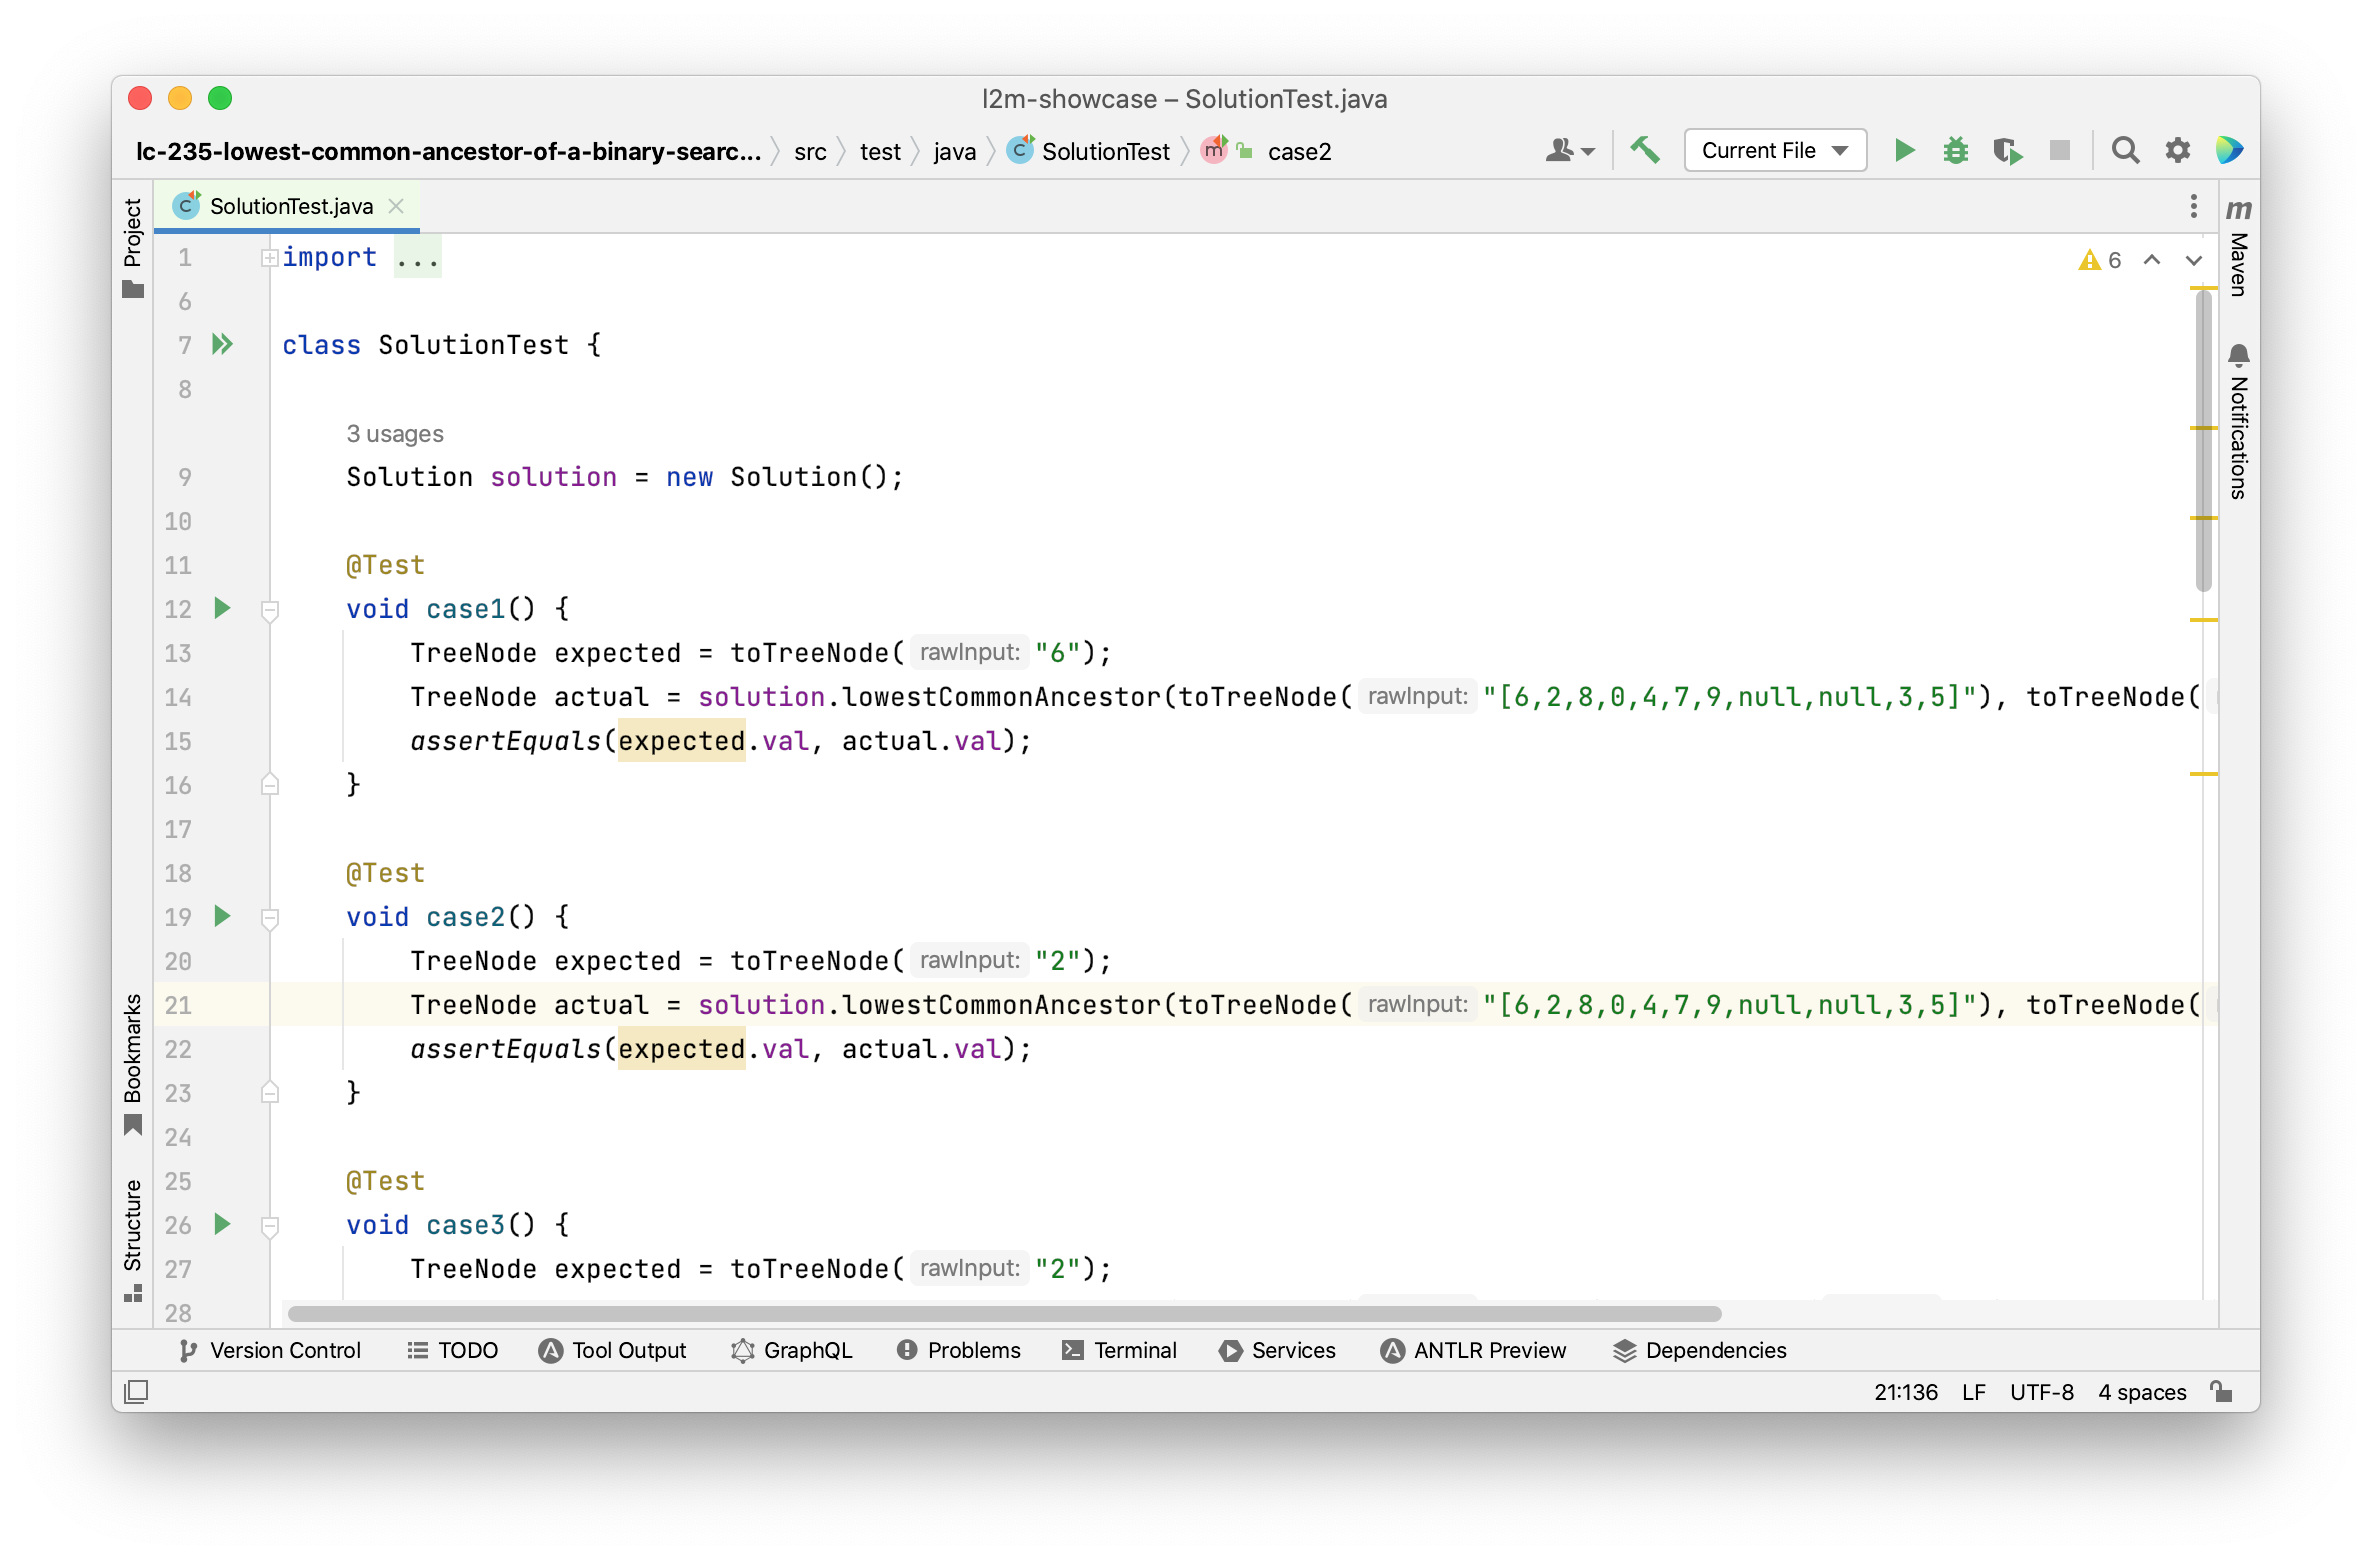 l2m-showcase – SolutionTest.java
lc-235-lowest-common-ancestor-of-a-binary-searc... src test java SolutionTest case2 Current File
SolutionTest.java
Project
Bookmarks
Structure
1 import ...
6
7 class SolutionTest {
8
3 usages
9 Solution solution = new Solution();
10
11 @Test
12 void case1() {
13 TreeNode expected = toTreeNode( rawInput: "6");
14 TreeNode actual = solution.lowestCommonAncestor(toTreeNode( rawInput: "[6,2,8,0,4,7,9,null,null,3,5]"), toTreeNode(
15 assertEquals(expected.val, actual.val);
16 }
17
18 @Test
19 void case2() {
20 TreeNode expected = toTreeNode( rawInput: "2");
21 TreeNode actual = solution.lowestCommonAncestor(toTreeNode( rawInput: "[6,2,8,0,4,7,9,null,null,3,5]"), toTreeNode(
22 assertEquals(expected.val, actual.val);
23 }
24
25 @Test
26 void case3() {
27 TreeNode expected = toTreeNode( rawInput: "2");
28
6
m Maven
Notifications
Version Control TODO Tool Output GraphQL Problems Terminal Services ANTLR Preview Dependencies
21:136 LF UTF-8 4 spaces